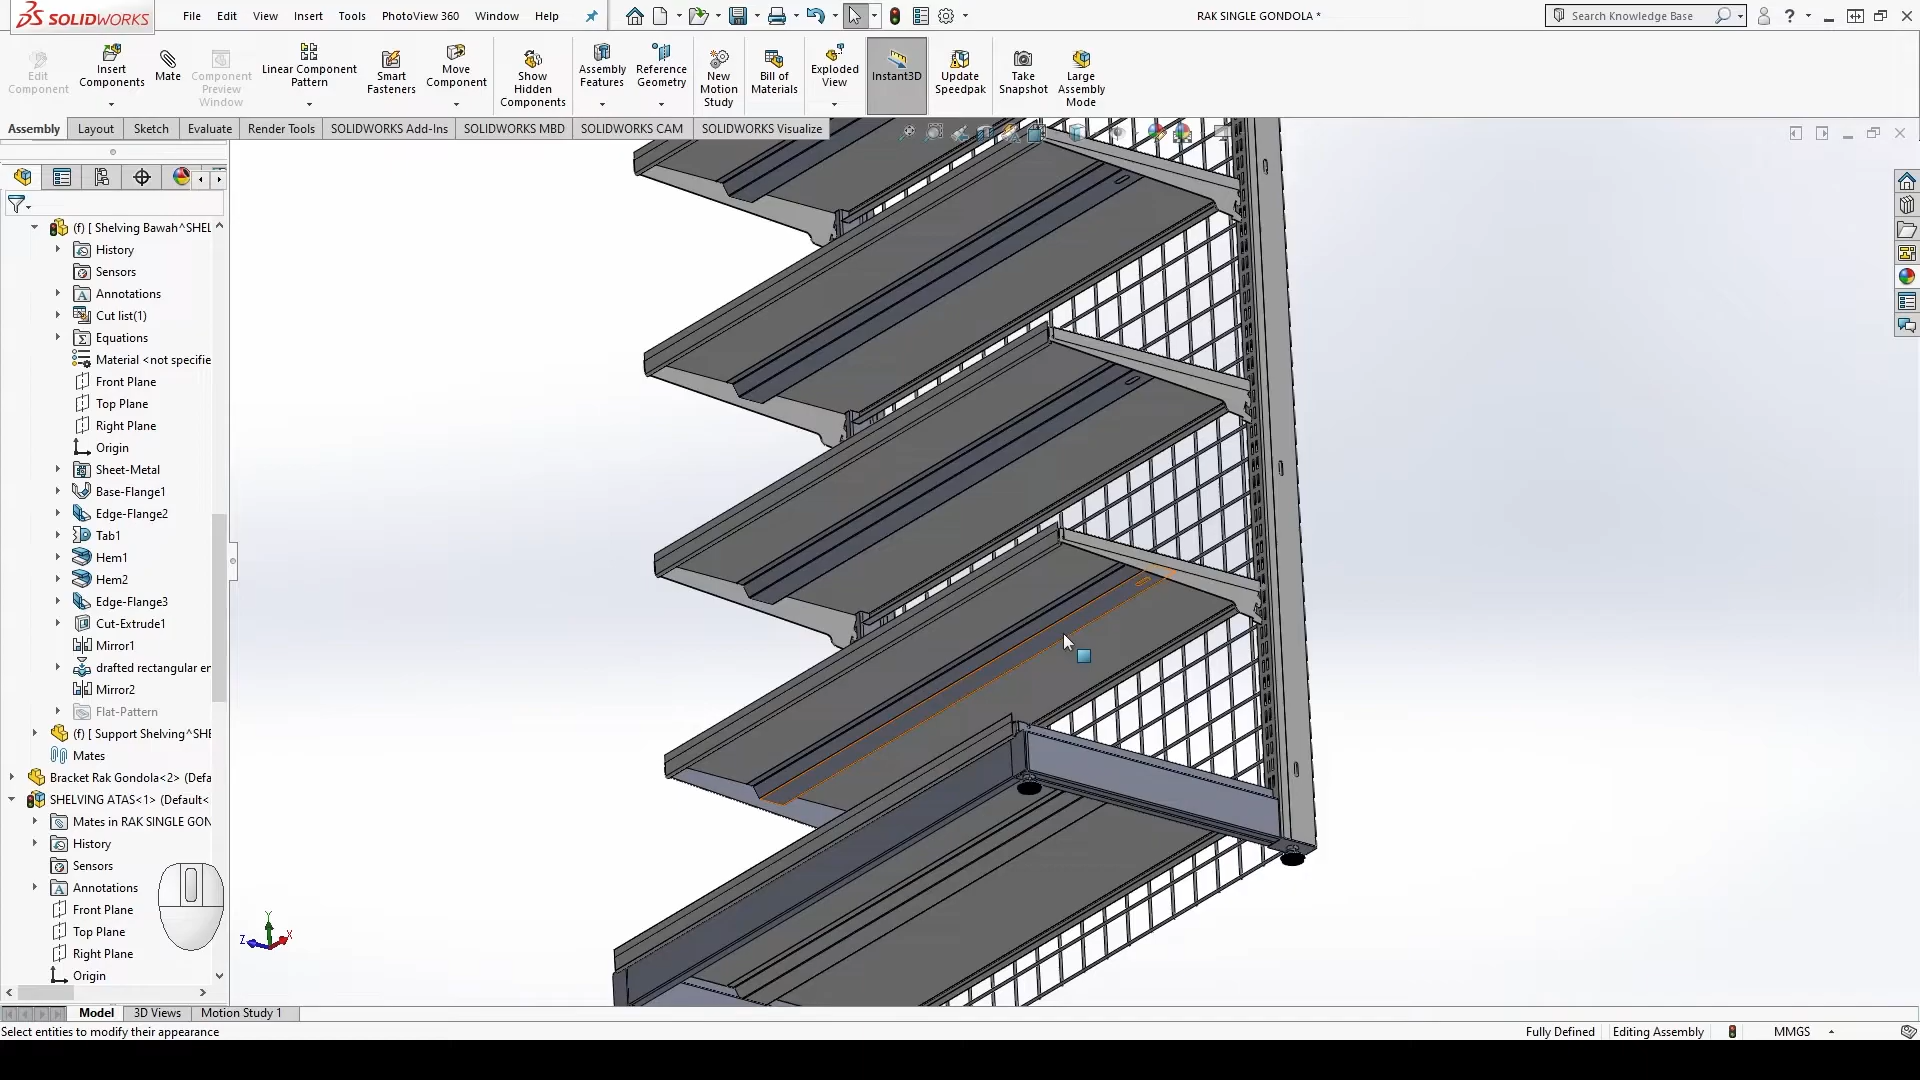 SOLIDWORKS
File Edit View Insert Tools PhotoView 360 Window Help
RAK SINGLE GONDOLA *
Search Knowledge Base
Edit Component
Insert Components
Mate
Component Preview Window
Linear Component Pattern
Smart Fasteners
Move Component
Show Hidden Components
Assembly Features
Reference Geometry
New Motion Study
Bill of Materials
Exploded View
Instant3D
Update Speedpak
Take Snapshot
Large Assembly Mode
Assembly Layout Sketch Evaluate Render Tools SOLIDWORKS Add-Ins SOLIDWORKS MBD SOLIDWORKS CAM SOLIDWORKS Visualize
(f) [ Shelving Bawah^SHEL
History
Sensors
Annotations
Cut list(1)
Equations
Material <not specifie
Front Plane
Top Plane
Right Plane
Origin
Sheet-Metal
Base-Flange1
Edge-Flange2
Tab1
Hem1
Hem2
Edge-Flange3
Cut-Extrude1
Mirror1
drafted rectangular er
Mirror2
Flat-Pattern
(f) [ Support Shelving^SHE
Mates
Bracket Rak Gondola<2> (Defa
SHELVING ATAS<1> (Default<
Mates in RAK SINGLE GON
History
Sensors
Annotations
Front Plane
Top Plane
Right Plane
Origin
Y
Z
X
Model 3D Views Motion Study 1
Select entities to modify their appearance
Fully Defined Editing Assembly MMGS